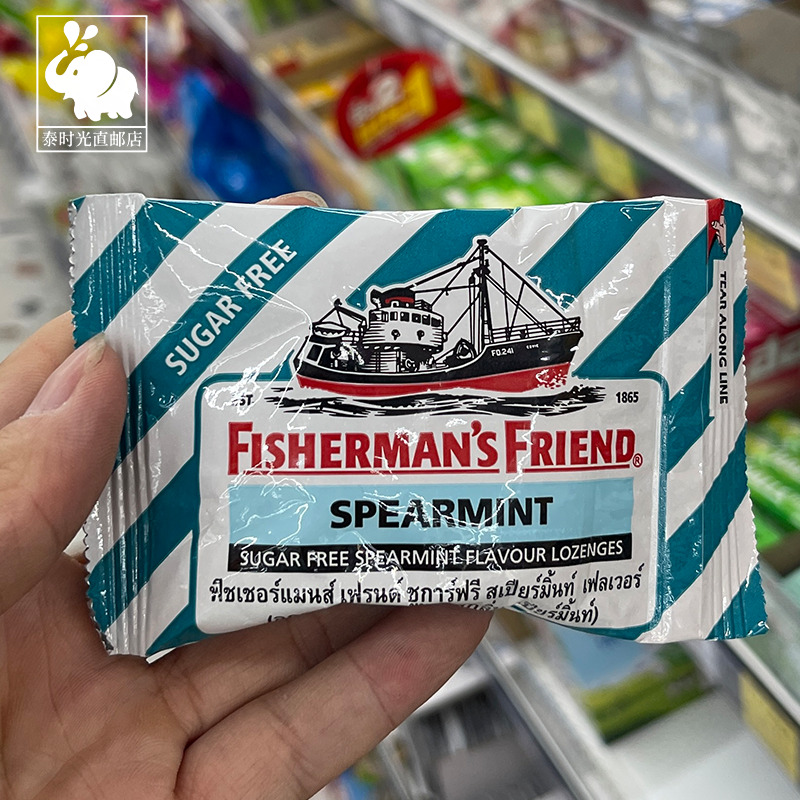 泰时光直邮店
SUGAR FREE
TEAR ALONG LINE
FD.241
EST 1865
FISHERMAN'S FRIEND®
SPEARMINT
SUGAR FREE SPEARMINT FLAVOUR LOZENGES
ฟิชเชอร์แมนส์ เฟรนด์ ชูการ์ฟรี สเปียร์มิ้นท์ เฟลเวอร์